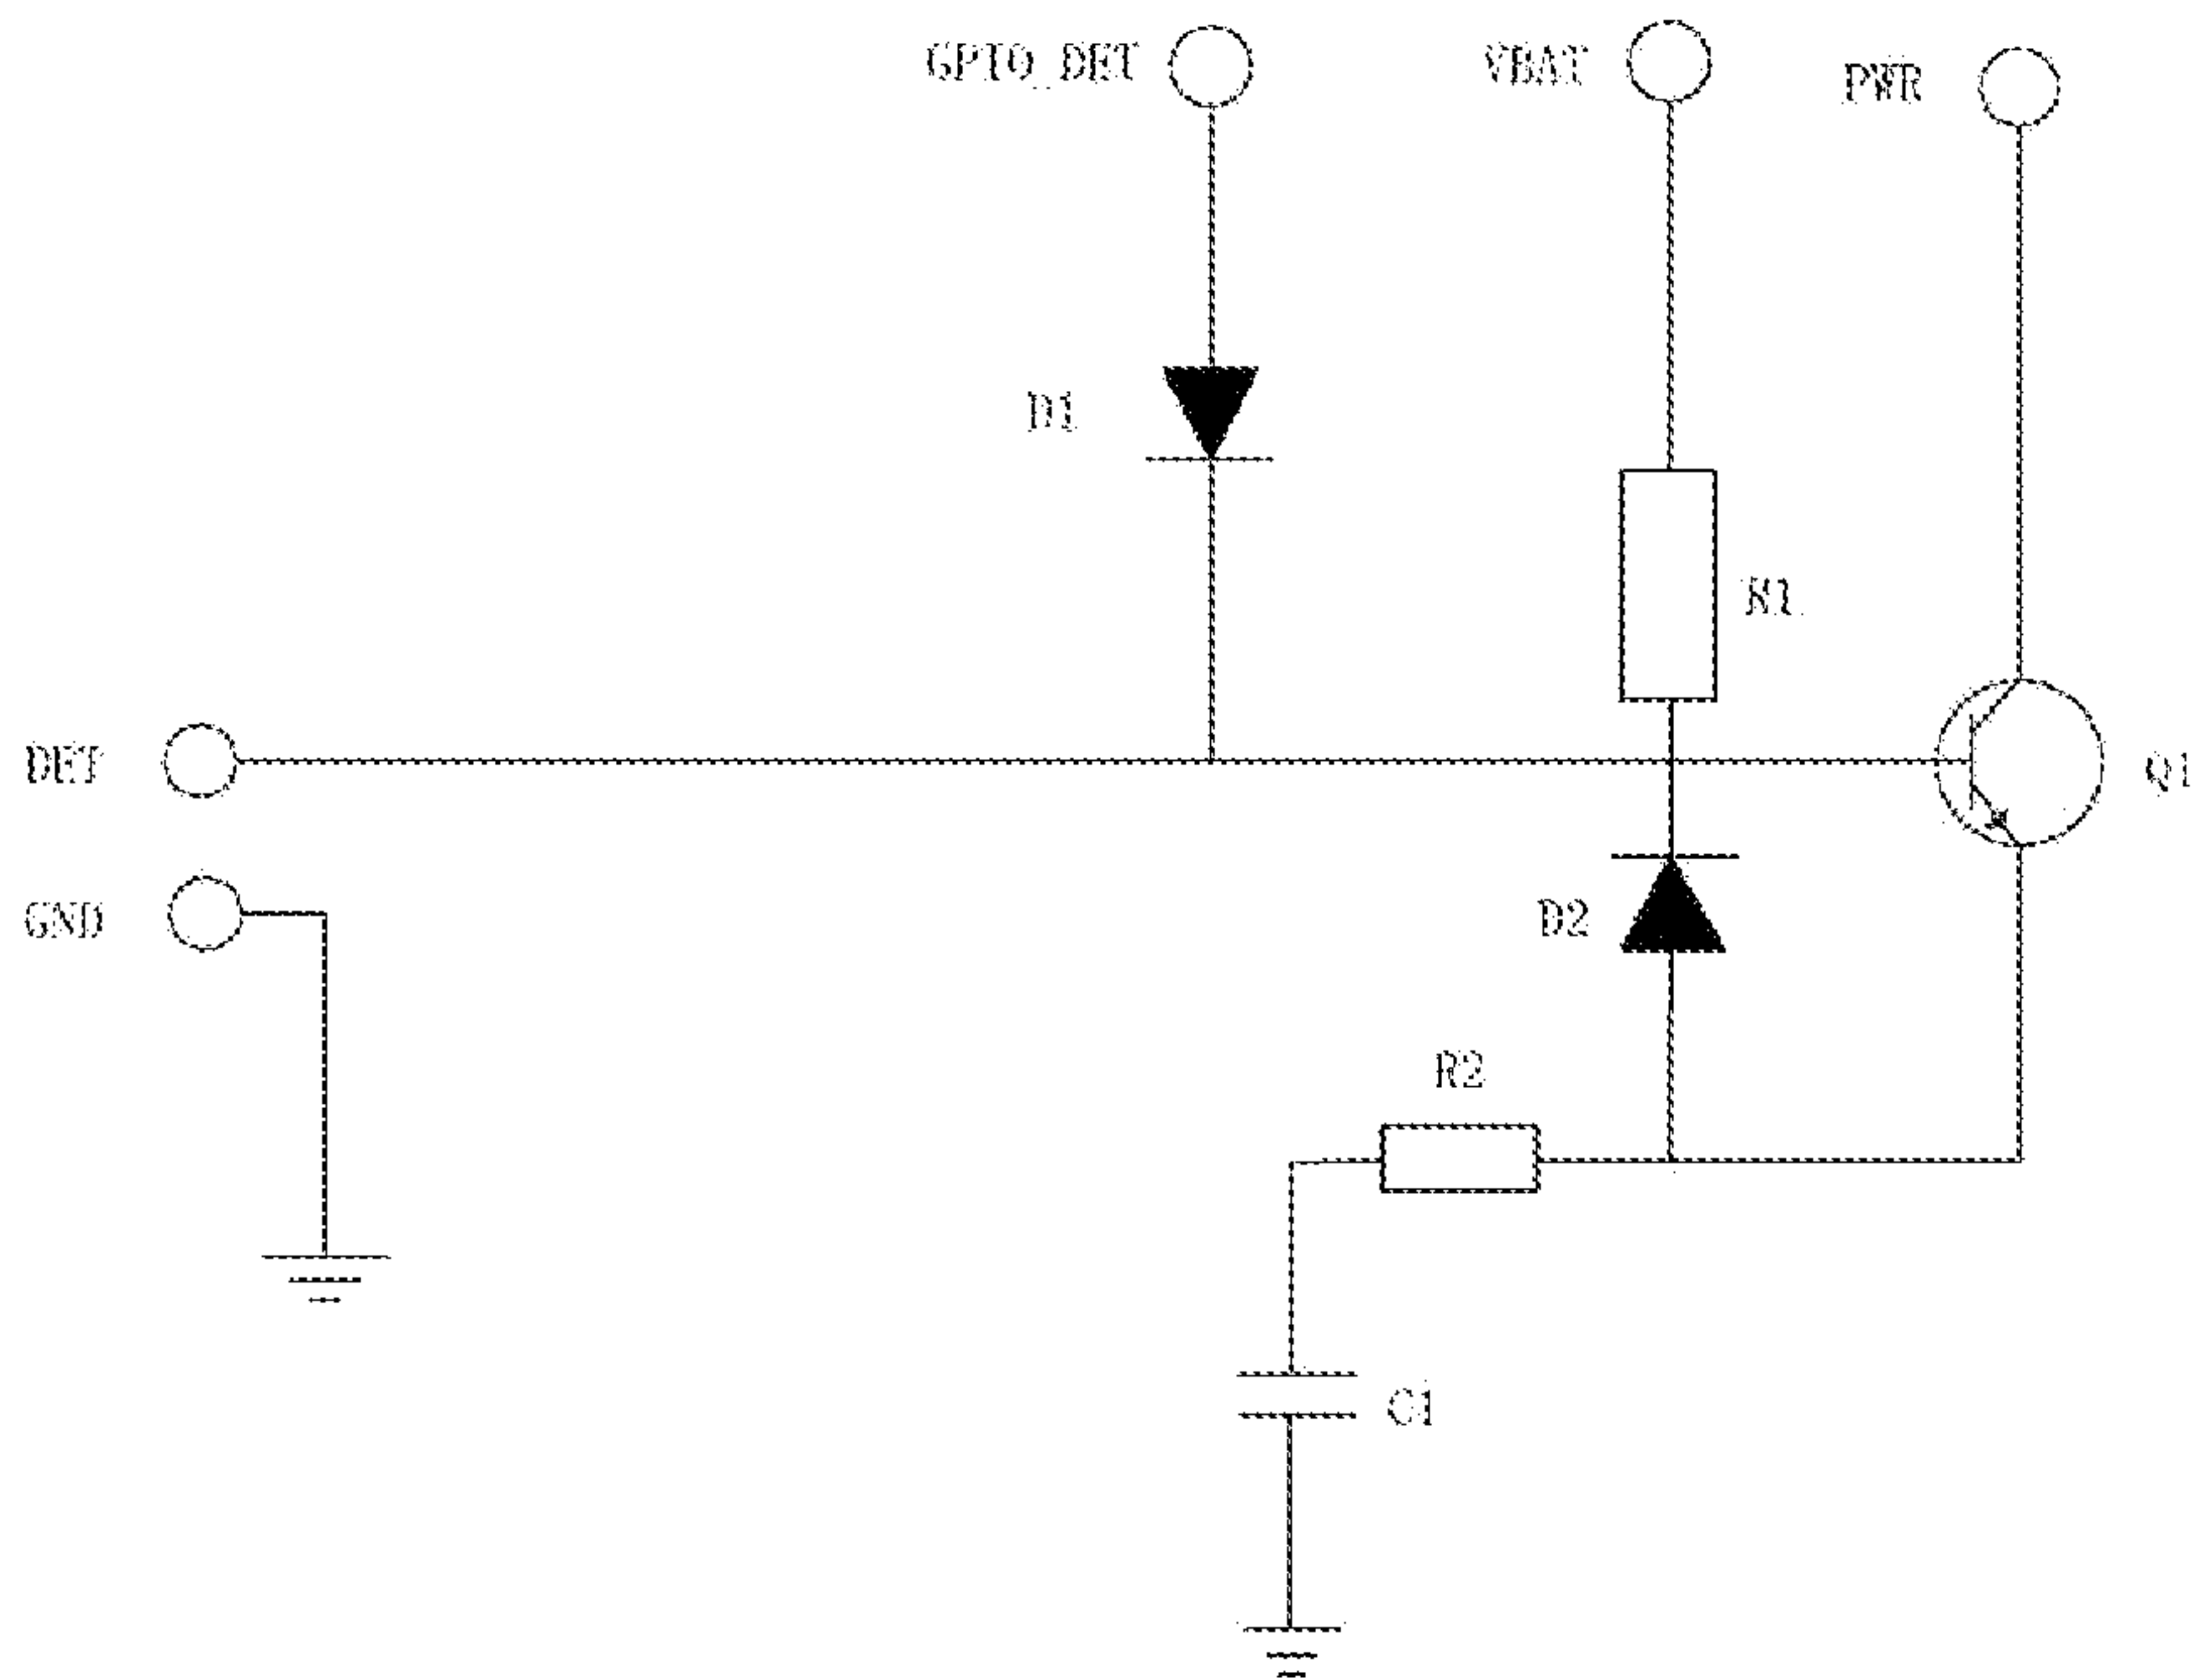 GPIO_DET
VBAT
PWR
D1
R1
DET
Q1
GND
D2
R2
C1